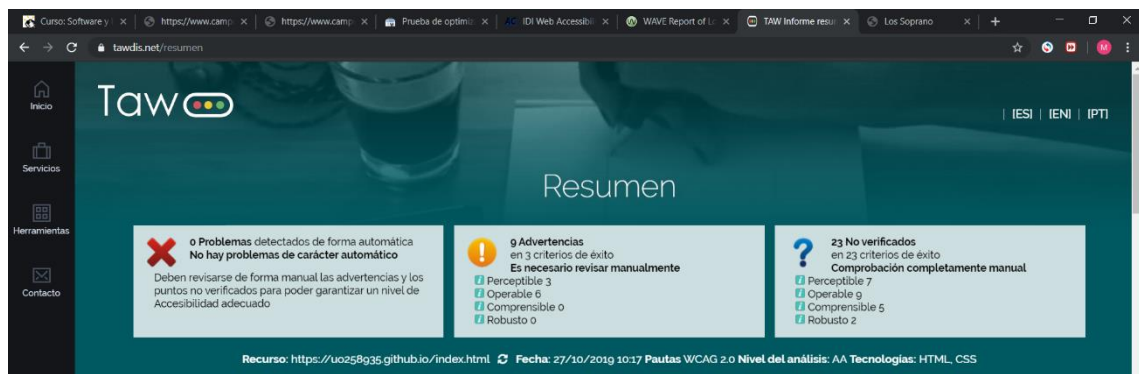 Curso: Software y
https://www.camp
https://www.camp
Prueba de optimiz
IDI Web Accessibil
WAVE Report of Lo
TAW Informe resu
Los Soprano
tawdis.net/resumen
M
Inicio
Servicios
Herramientas
Contacto
Taw
| [ES] | [EN] | [PT]
Resumen
0 Problemas detectados de forma automática
No hay problemas de carácter automático
Deben revisarse de forma manual las advertencias y los
puntos no verificados para poder garantizar un nivel de
Accesibilidad adecuado
9 Advertencias
en 3 criterios de éxito
Es necesario revisar manualmente
Perceptible 3
Operable 6
Comprensible 0
Robusto 0
23 No verificados
en 23 criterios de éxito
Comprobación completamente manual
Perceptible 7
Operable 9
Comprensible 5
Robusto 2
Recurso: https://uo258935.github.io/index.html Fecha: 27/10/2019 10:17 Pautas WCAG 2.0 Nivel del análisis: AA Tecnologías: HTML, CSS